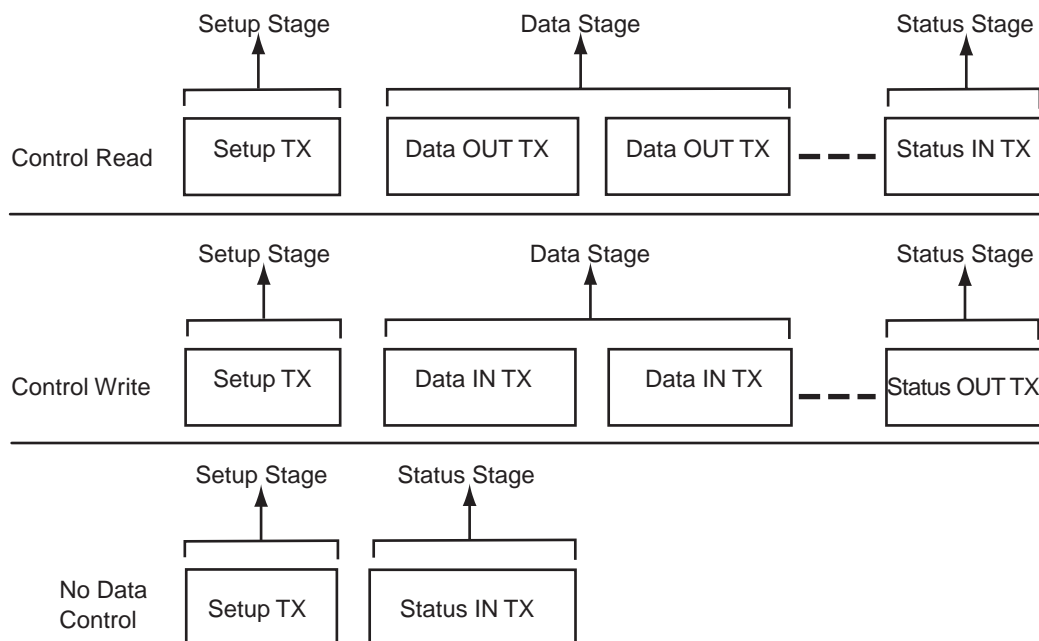 Setup Stage Data Stage Status Stage
Control Read Setup TX Data OUT TX Data OUT TX Status IN TX
Setup Stage Data Stage Status Stage
Control Write Setup TX Data IN TX Data IN TX Status OUT TX
Setup Stage Status Stage
No Data
Control Setup TX Status IN TX